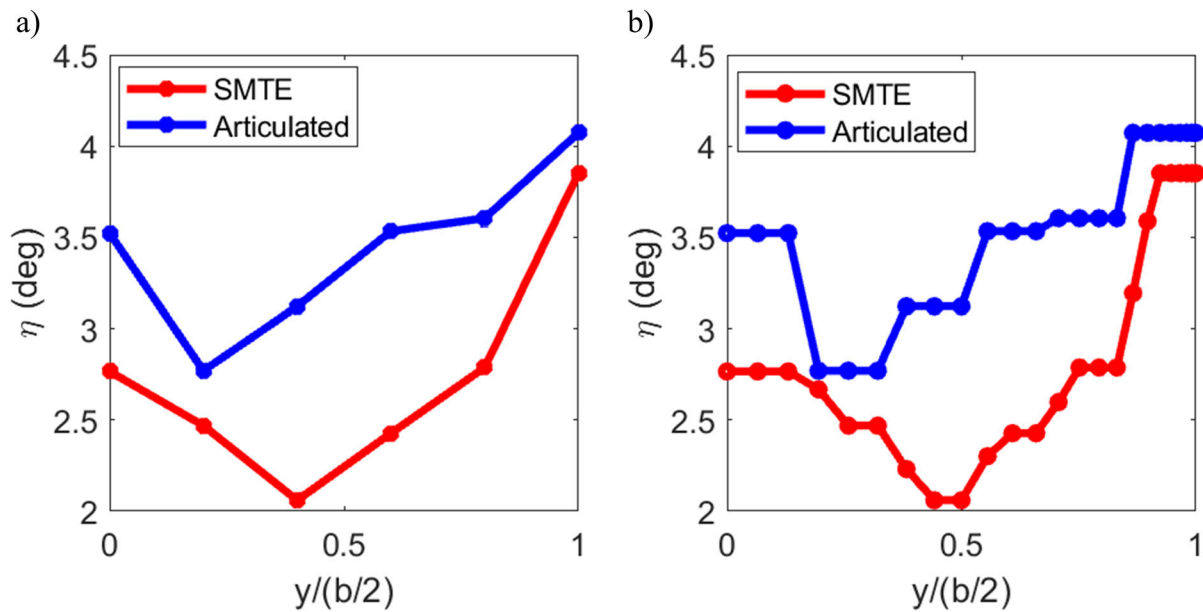 a)
4.5
4
3.5
3
2.5
2
η (deg)
SMTE
Articulated
0
0.5
1
y/(b/2)
b)
4.5
4
3.5
3
2.5
2
η (deg)
SMTE
Articulated
0
0.5
1
y/(b/2)